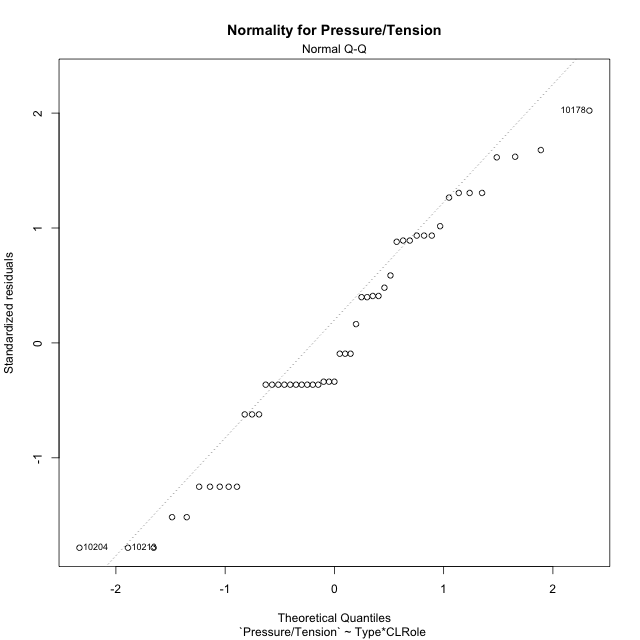 Normality for Pressure/Tension
Normal Q-Q
10178
2
1
0
-1
Standardized residuals
10204
-2
-1
0
1
2
Theoretical Quantiles
`Pressure/Tension` ~ Type*CLRole